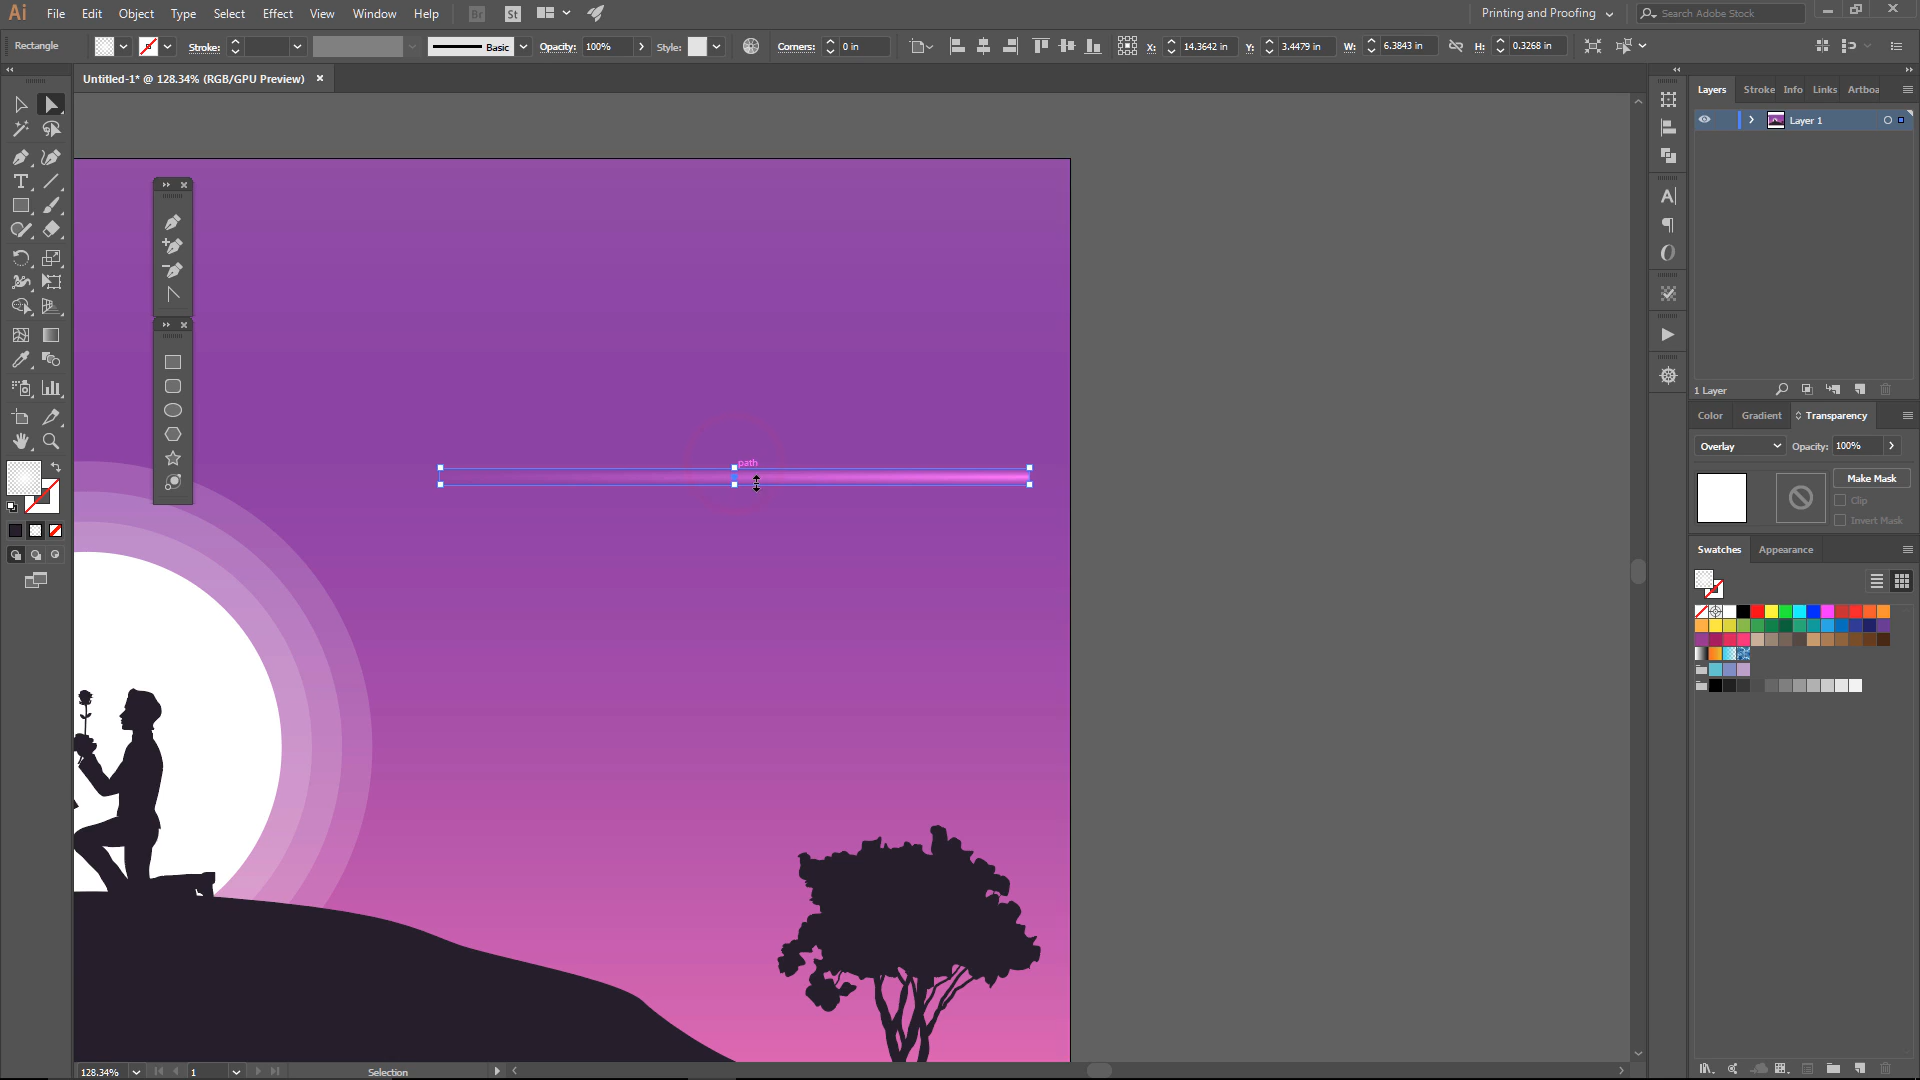 Ai File Edit Object Type Select Effect View Window Help Br St Printing and Proofing Search Adobe Stock
Rectangle Stroke: Basic Opacity: 100% Style: Corners: 0 in X: 14.3642 in Y: 3.4479 in W: 6.3843 in H: 0.3268 in
Untitled-1* @ 128.34% (RGB/GPU Preview)
Layers Stroke Info Links Artboa
Layer 1
path
1 Layer
Color Gradient Transparency
Overlay Opacity: 100%
Make Mask
Clip
Invert Mask
Swatches Appearance
128.34% 1 Selection